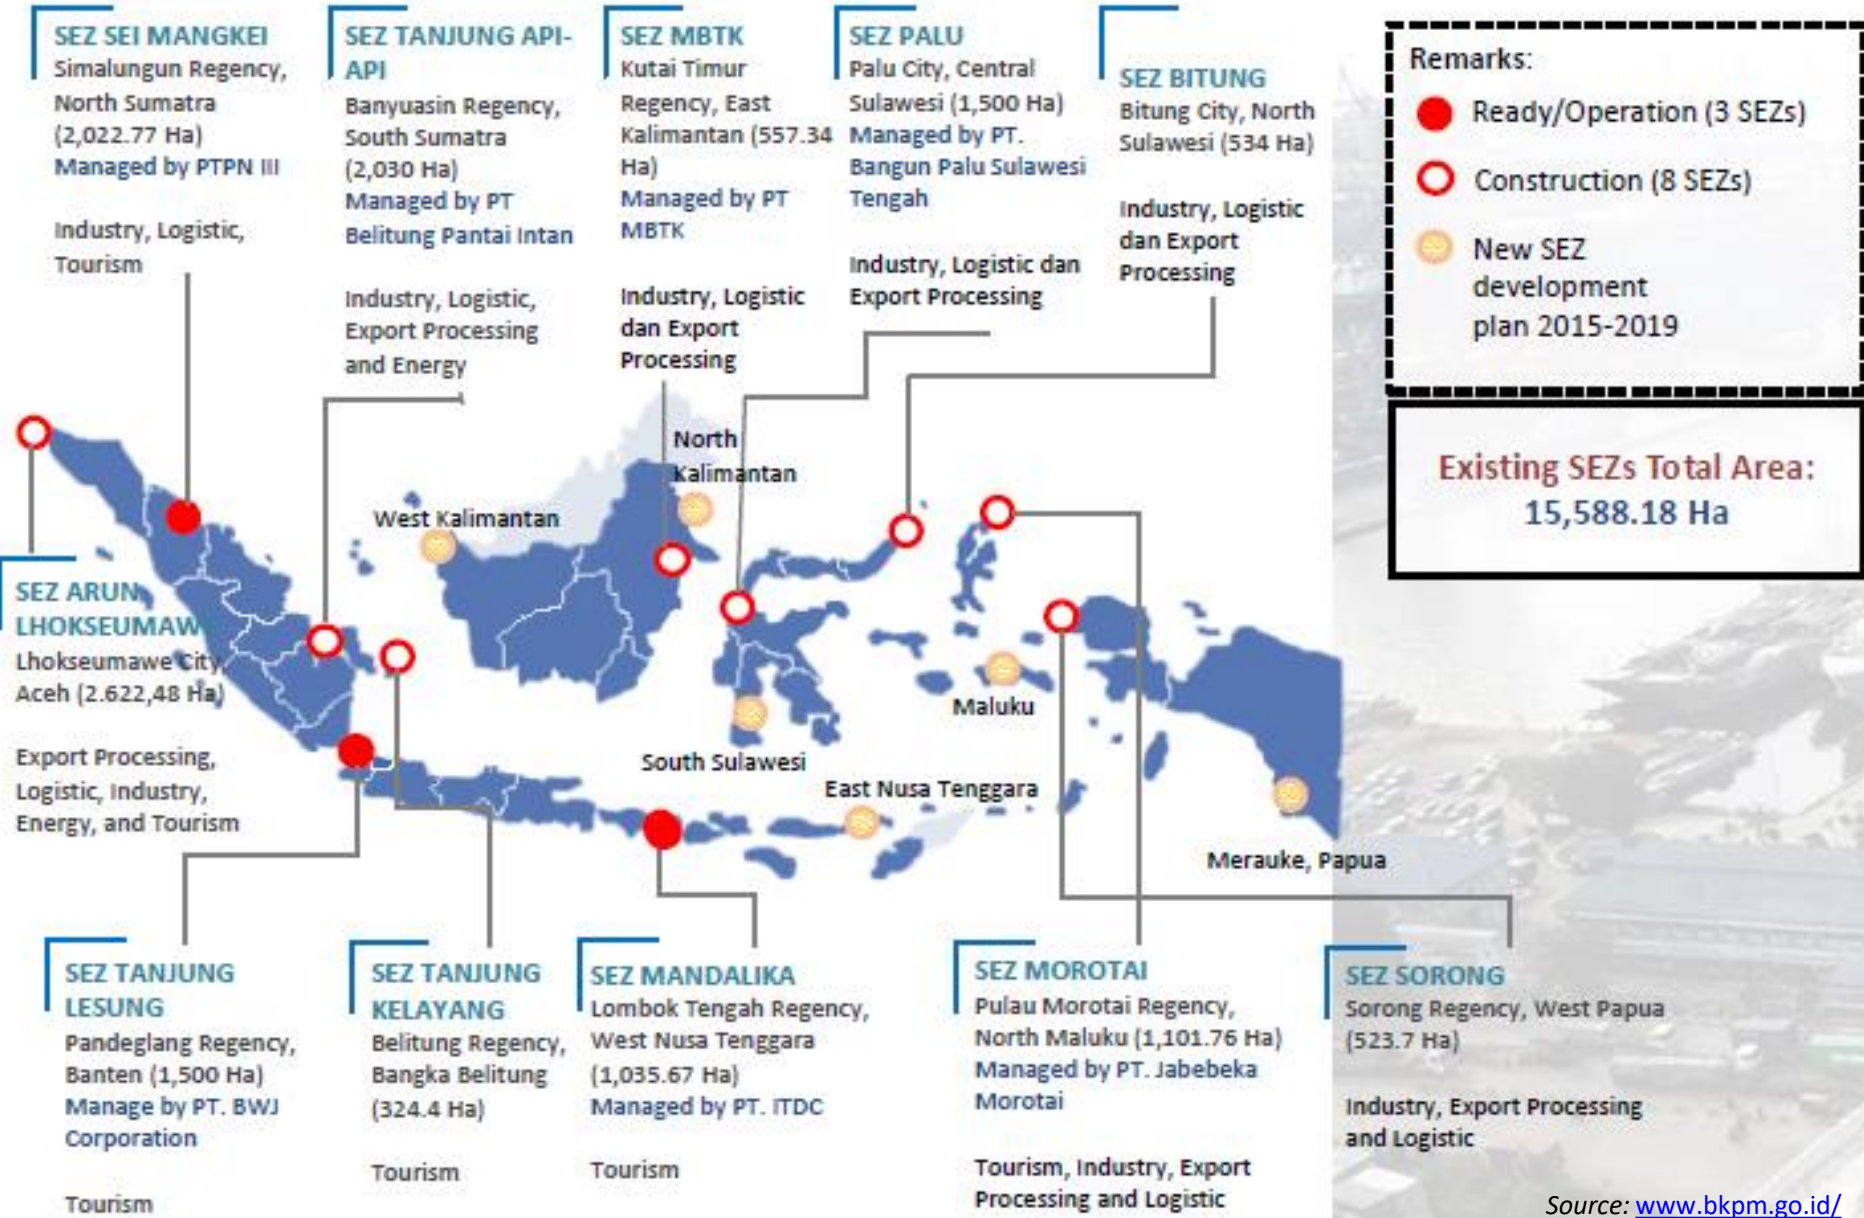 SEZ SEI MANGKEI
Simalungun Regency,
North Sumatra
(2,022.77 Ha)
Managed by PTPN III
Industry, Logistic,
Tourism
SEZ TANJUNG API-
API
Banyuasin Regency,
South Sumatra
(2,030 Ha)
Managed by PT
Belitung Pantai Intan
Industry, Logistic,
Export Processing
and Energy
SEZ MBTK
Kutai Timur
Regency, East
Kalimantan (557.34
Ha)
Managed by PT
MBTK
Industry, Logistic
dan Export
Processing
SEZ PALU
Palu City, Central
Sulawesi (1,500 Ha)
Managed by PT.
Bangun Palu Sulawesi
Tengah
Industry, Logistic dan
Export Processing
SEZ BITUNG
Bitung City, North
Sulawesi (534 Ha)
Industry, Logistic
dan Export
Processing
Remarks:
Ready/Operation (3 SEZs)
Construction (8 SEZs)
New SEZ
development
plan 2015-2019
Existing SEZs Total Area:
15,588.18 Ha
North
Kalimantan
West Kalimantan
Maluku
South Sulawesi
East Nusa Tenggara
Merauke, Papua
SEZ ARUN
LHOKSEUMAW
Lhokseumawe City,
Aceh (2.622,48 Ha)
Export Processing,
Logistic, Industry,
Energy, and Tourism
SEZ TANJUNG
LESUNG
Pandeglang Regency,
Banten (1,500 Ha)
Manage by PT. BWJ
Corporation
Tourism
SEZ TANJUNG
KELAYANG
Belitung Regency,
Bangka Belitung
(324.4 Ha)
Tourism
SEZ MANDALIKA
Lombok Tengah Regency,
West Nusa Tenggara
(1,035.67 Ha)
Managed by PT. ITDC
Tourism
SEZ MOROTAI
Pulau Morotai Regency,
North Maluku (1,101.76 Ha)
Managed by PT. Jabebeka
Morotai
Tourism, Industry, Export
Processing and Logistic
SEZ SORONG
Sorong Regency, West Papua
(523.7 Ha)
Industry, Export Processing
and Logistic
Source: www.bkpm.go.id/